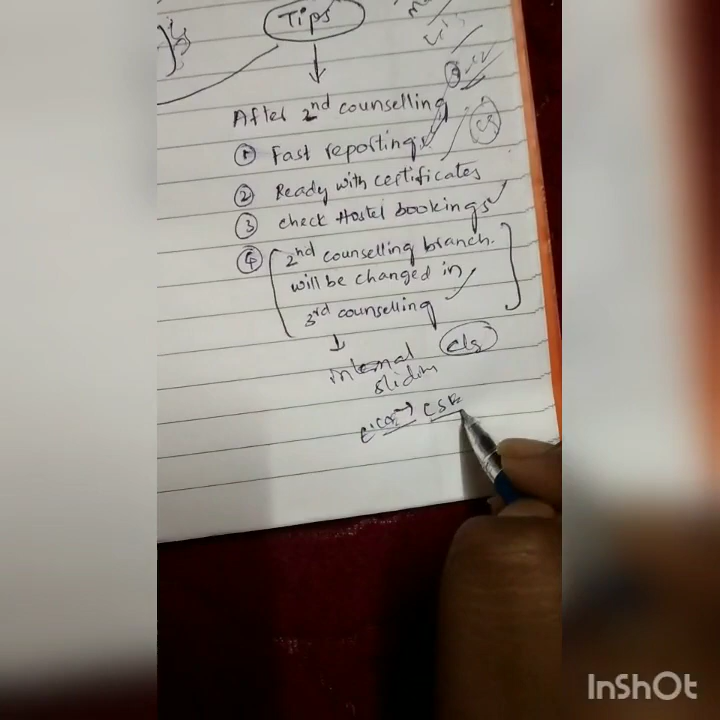 Tips
After 2nd counselling
① Fast reporting
② Ready with certificates
③ check Hostel bookings
④ 2nd counselling branch.
will be changed in
3rd counselling
internal
slidin
CSE
InShOt